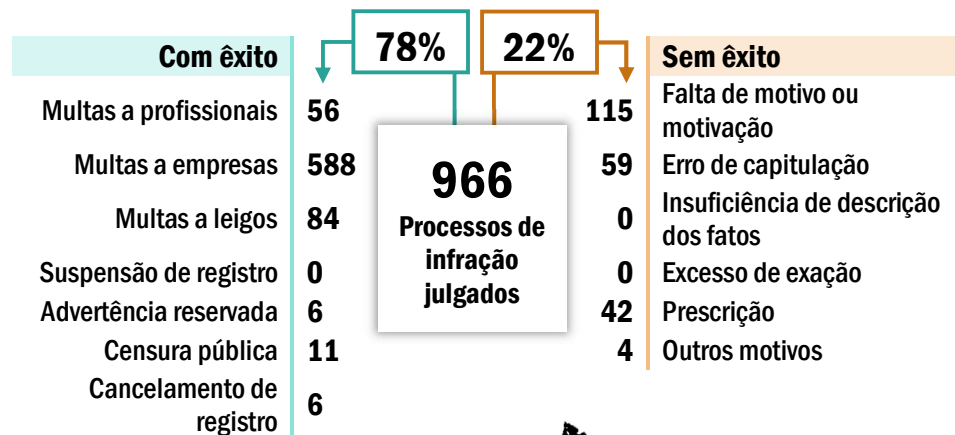 78%
22%
Com êxito
Multas a profissionais 56
Multas a empresas 588
Multas a leigos 84
Suspensão de registro 0
Advertência reservada 6
Censura pública 11
Cancelamento de
registro 6
966
Processos de
infração
julgados
Sem êxito
115 Falta de motivo ou
motivação
59 Erro de capitulação
0 Insuficiência de descrição
dos fatos
0 Excesso de exação
42 Prescrição
4 Outros motivos